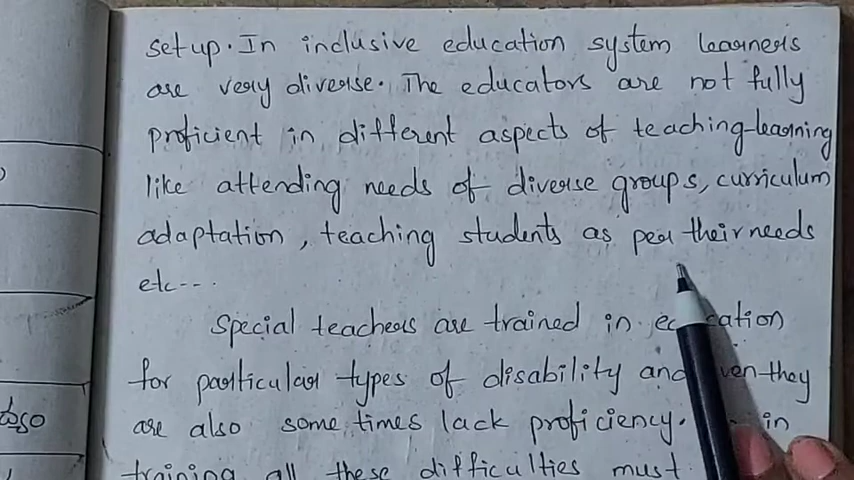 setup. In inclusive education system learners
are very diverse. The educators are not fully
proficient in different aspects of teaching-learning
like attending needs of diverse groups, curriculum
adaptation, teaching students as per their needs
etc---
Special teachers are trained in
for particular types of disability and they
are also some times lack proficiency. in
training all these difficulties must